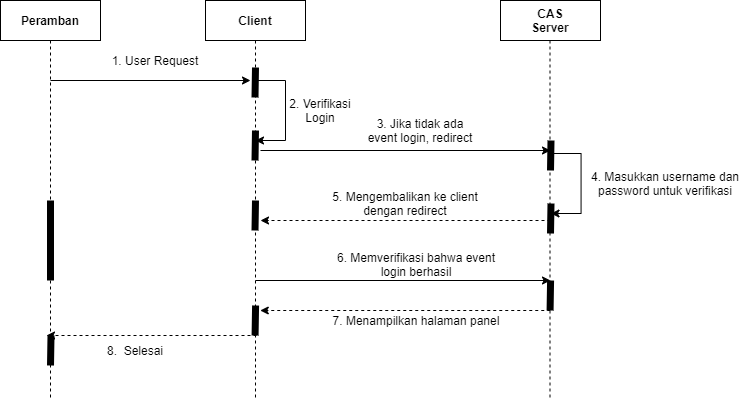 Peramban
Client
CAS
Server
1. User Request
2. Verifikasi
Login
3. Jika tidak ada
event login, redirect
4. Masukkan username dan
password untuk verifikasi
5. Mengembalikan ke client
dengan redirect
6. Memverifikasi bahwa event
login berhasil
7. Menampilkan halaman panel
8. Selesai